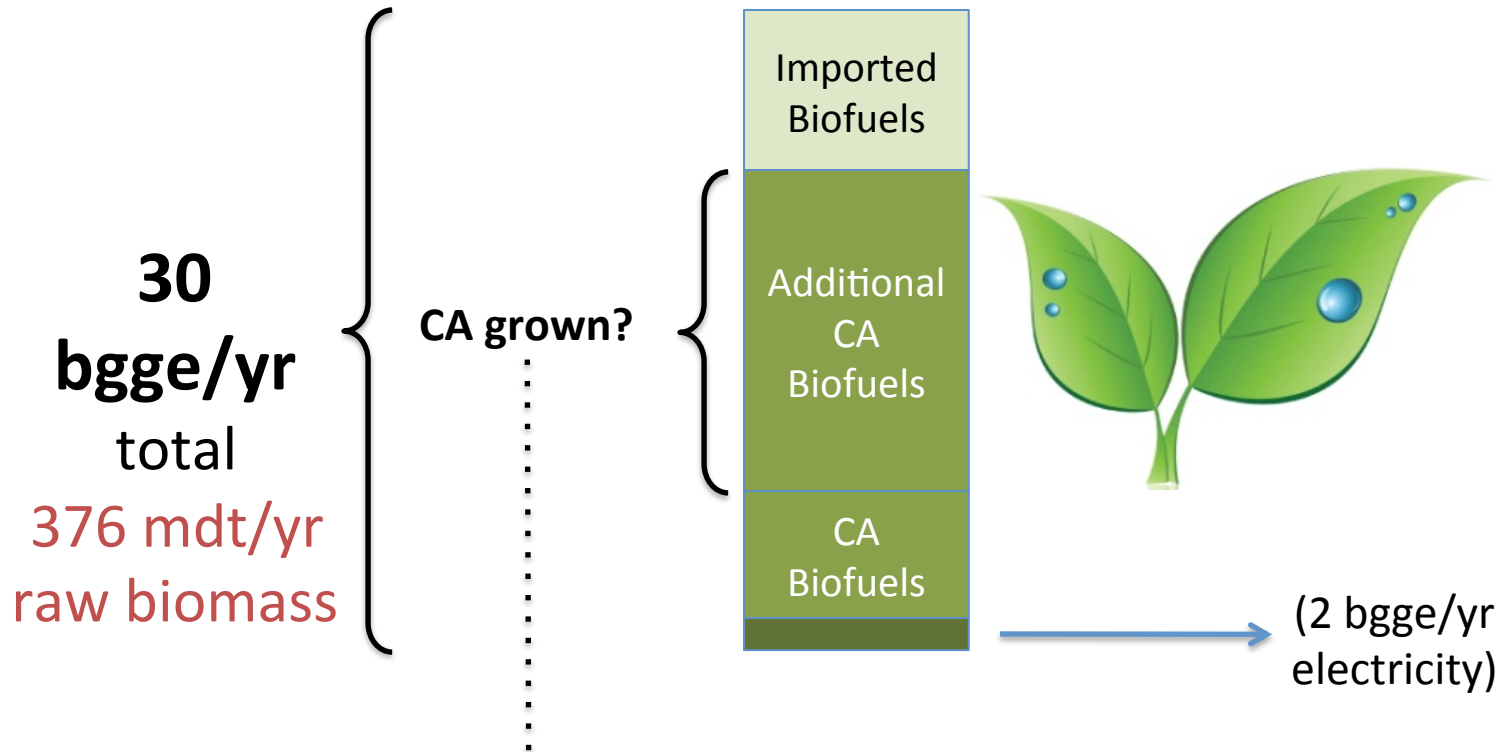 30
bgge/yr
total
376 mdt/yr
raw biomass
CA grown?
Imported
Biofuels
Additional
CA
Biofuels
CA
Biofuels
(2 bgge/yr
electricity)